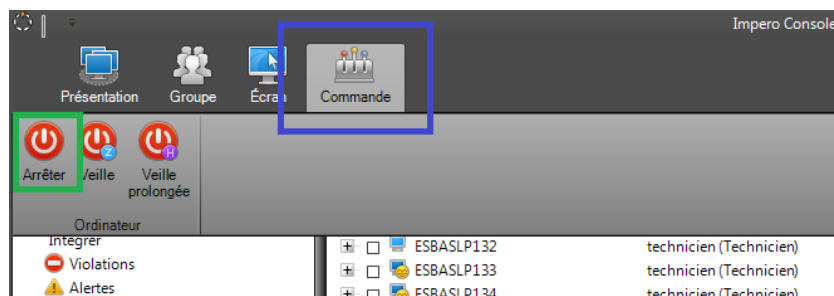 Impero Console
Présentation
Groupe
Écran
Commande
Arrêter
Veille
Veille
prolongée
Ordinateur
Intégrer
ESBASLP132
technicien (Technicien)
Violations
ESBASLP133
technicien (Technicien)
Alertes
ESBASLP134
technicien (Technicien)